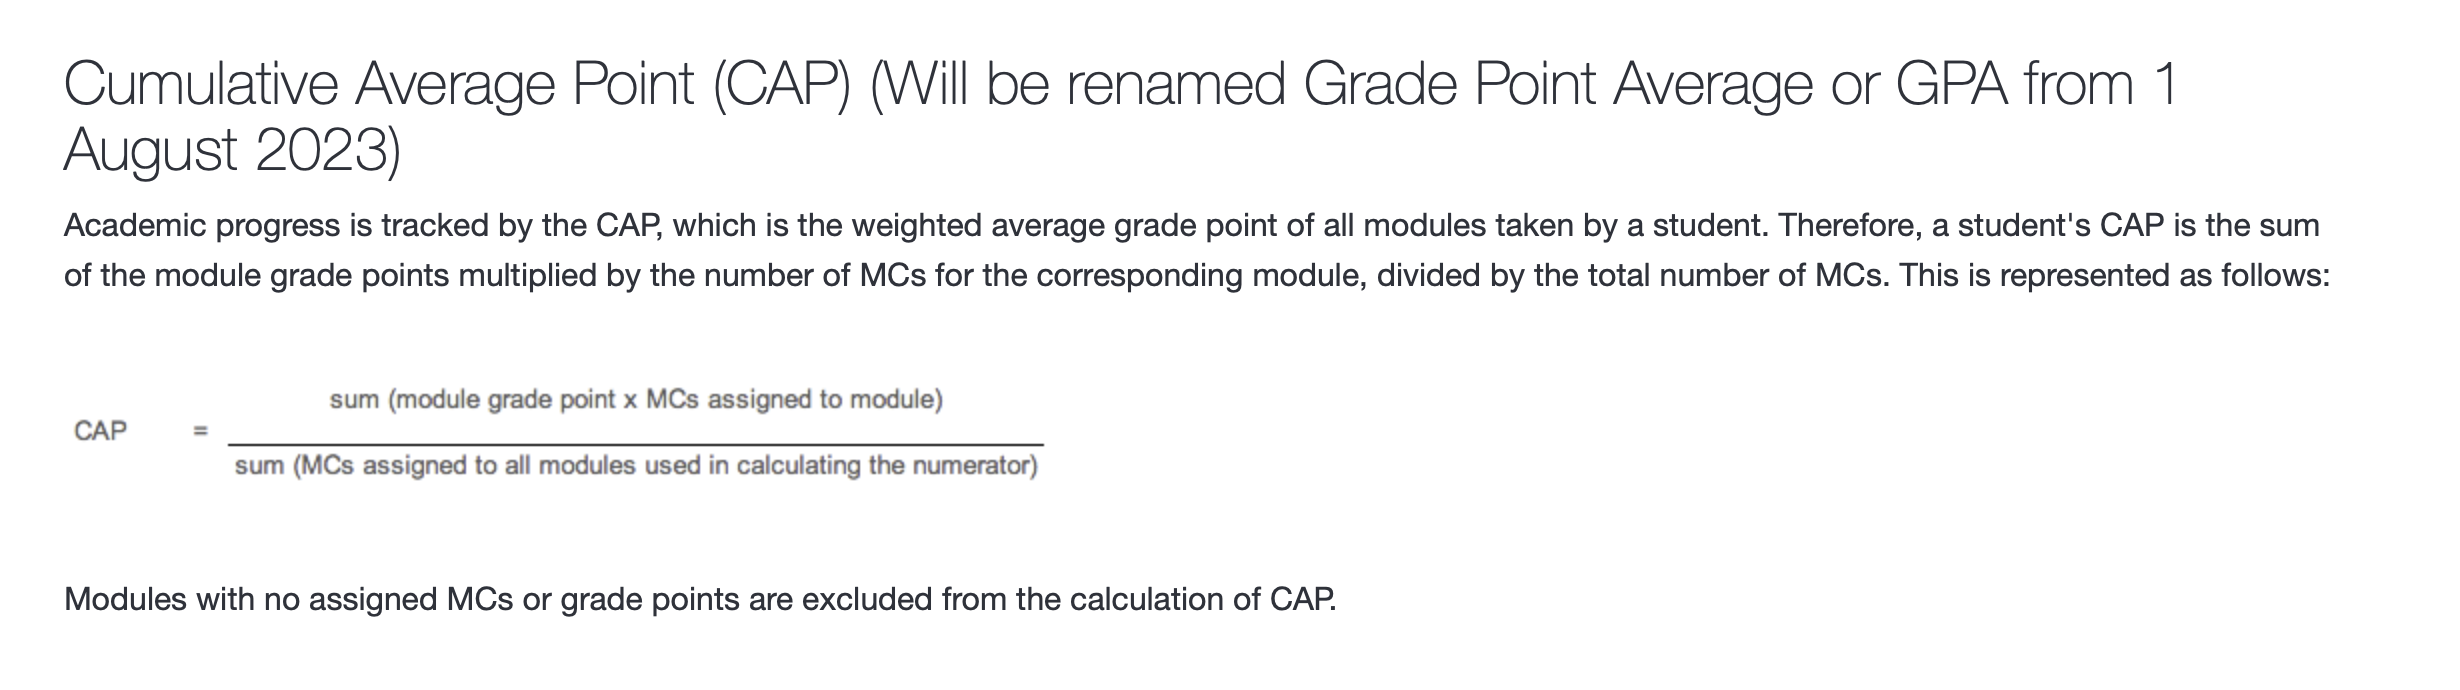 Cumulative Average Point (CAP) (Will be renamed Grade Point Average or GPA from 1
August 2023)
Academic progress is tracked by the CAP, which is the weighted average grade point of all modules taken by a student. Therefore, a student's CAP is the sum
of the module grade points multiplied by the number of MCs for the corresponding module, divided by the total number of MCs. This is represented as follows:
sum (module grade point x MCs assigned to module)
CAP =
sum (MCs assigned to all modules used in calculating the numerator)
Modules with no assigned MCs or grade points are excluded from the calculation of CAP.